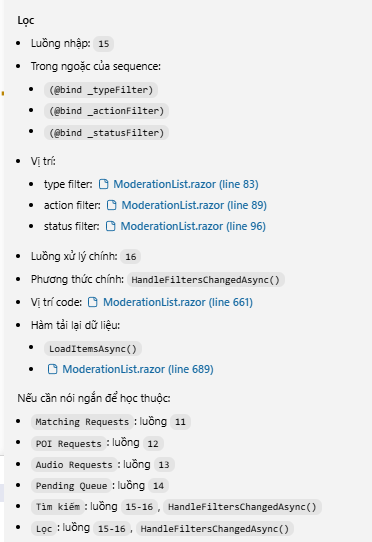 Lọc
Luồng nhập: 15
Trong ngoặc của sequence:
(@bind _typeFilter)
(@bind _actionFilter)
(@bind _statusFilter)
Vị trí:
type filter: ModerationList.razor (line 83)
action filter: ModerationList.razor (line 89)
status filter: ModerationList.razor (line 96)
Luồng xử lý chính: 16
Phương thức chính: HandleFiltersChangedAsync()
Vị trí code: ModerationList.razor (line 661)
Hàm tải lại dữ liệu:
LoadItemsAsync()
ModerationList.razor (line 689)
Nếu cần nói ngắn để học thuộc:
Matching Requests : luồng 11
POI Requests : luồng 12
Audio Requests : luồng 13
Pending Queue : luồng 14
Tìm kiếm : luồng 15-16 , HandleFiltersChangedAsync()
Lọc : luồng 15-16 , HandleFiltersChangedAsync()